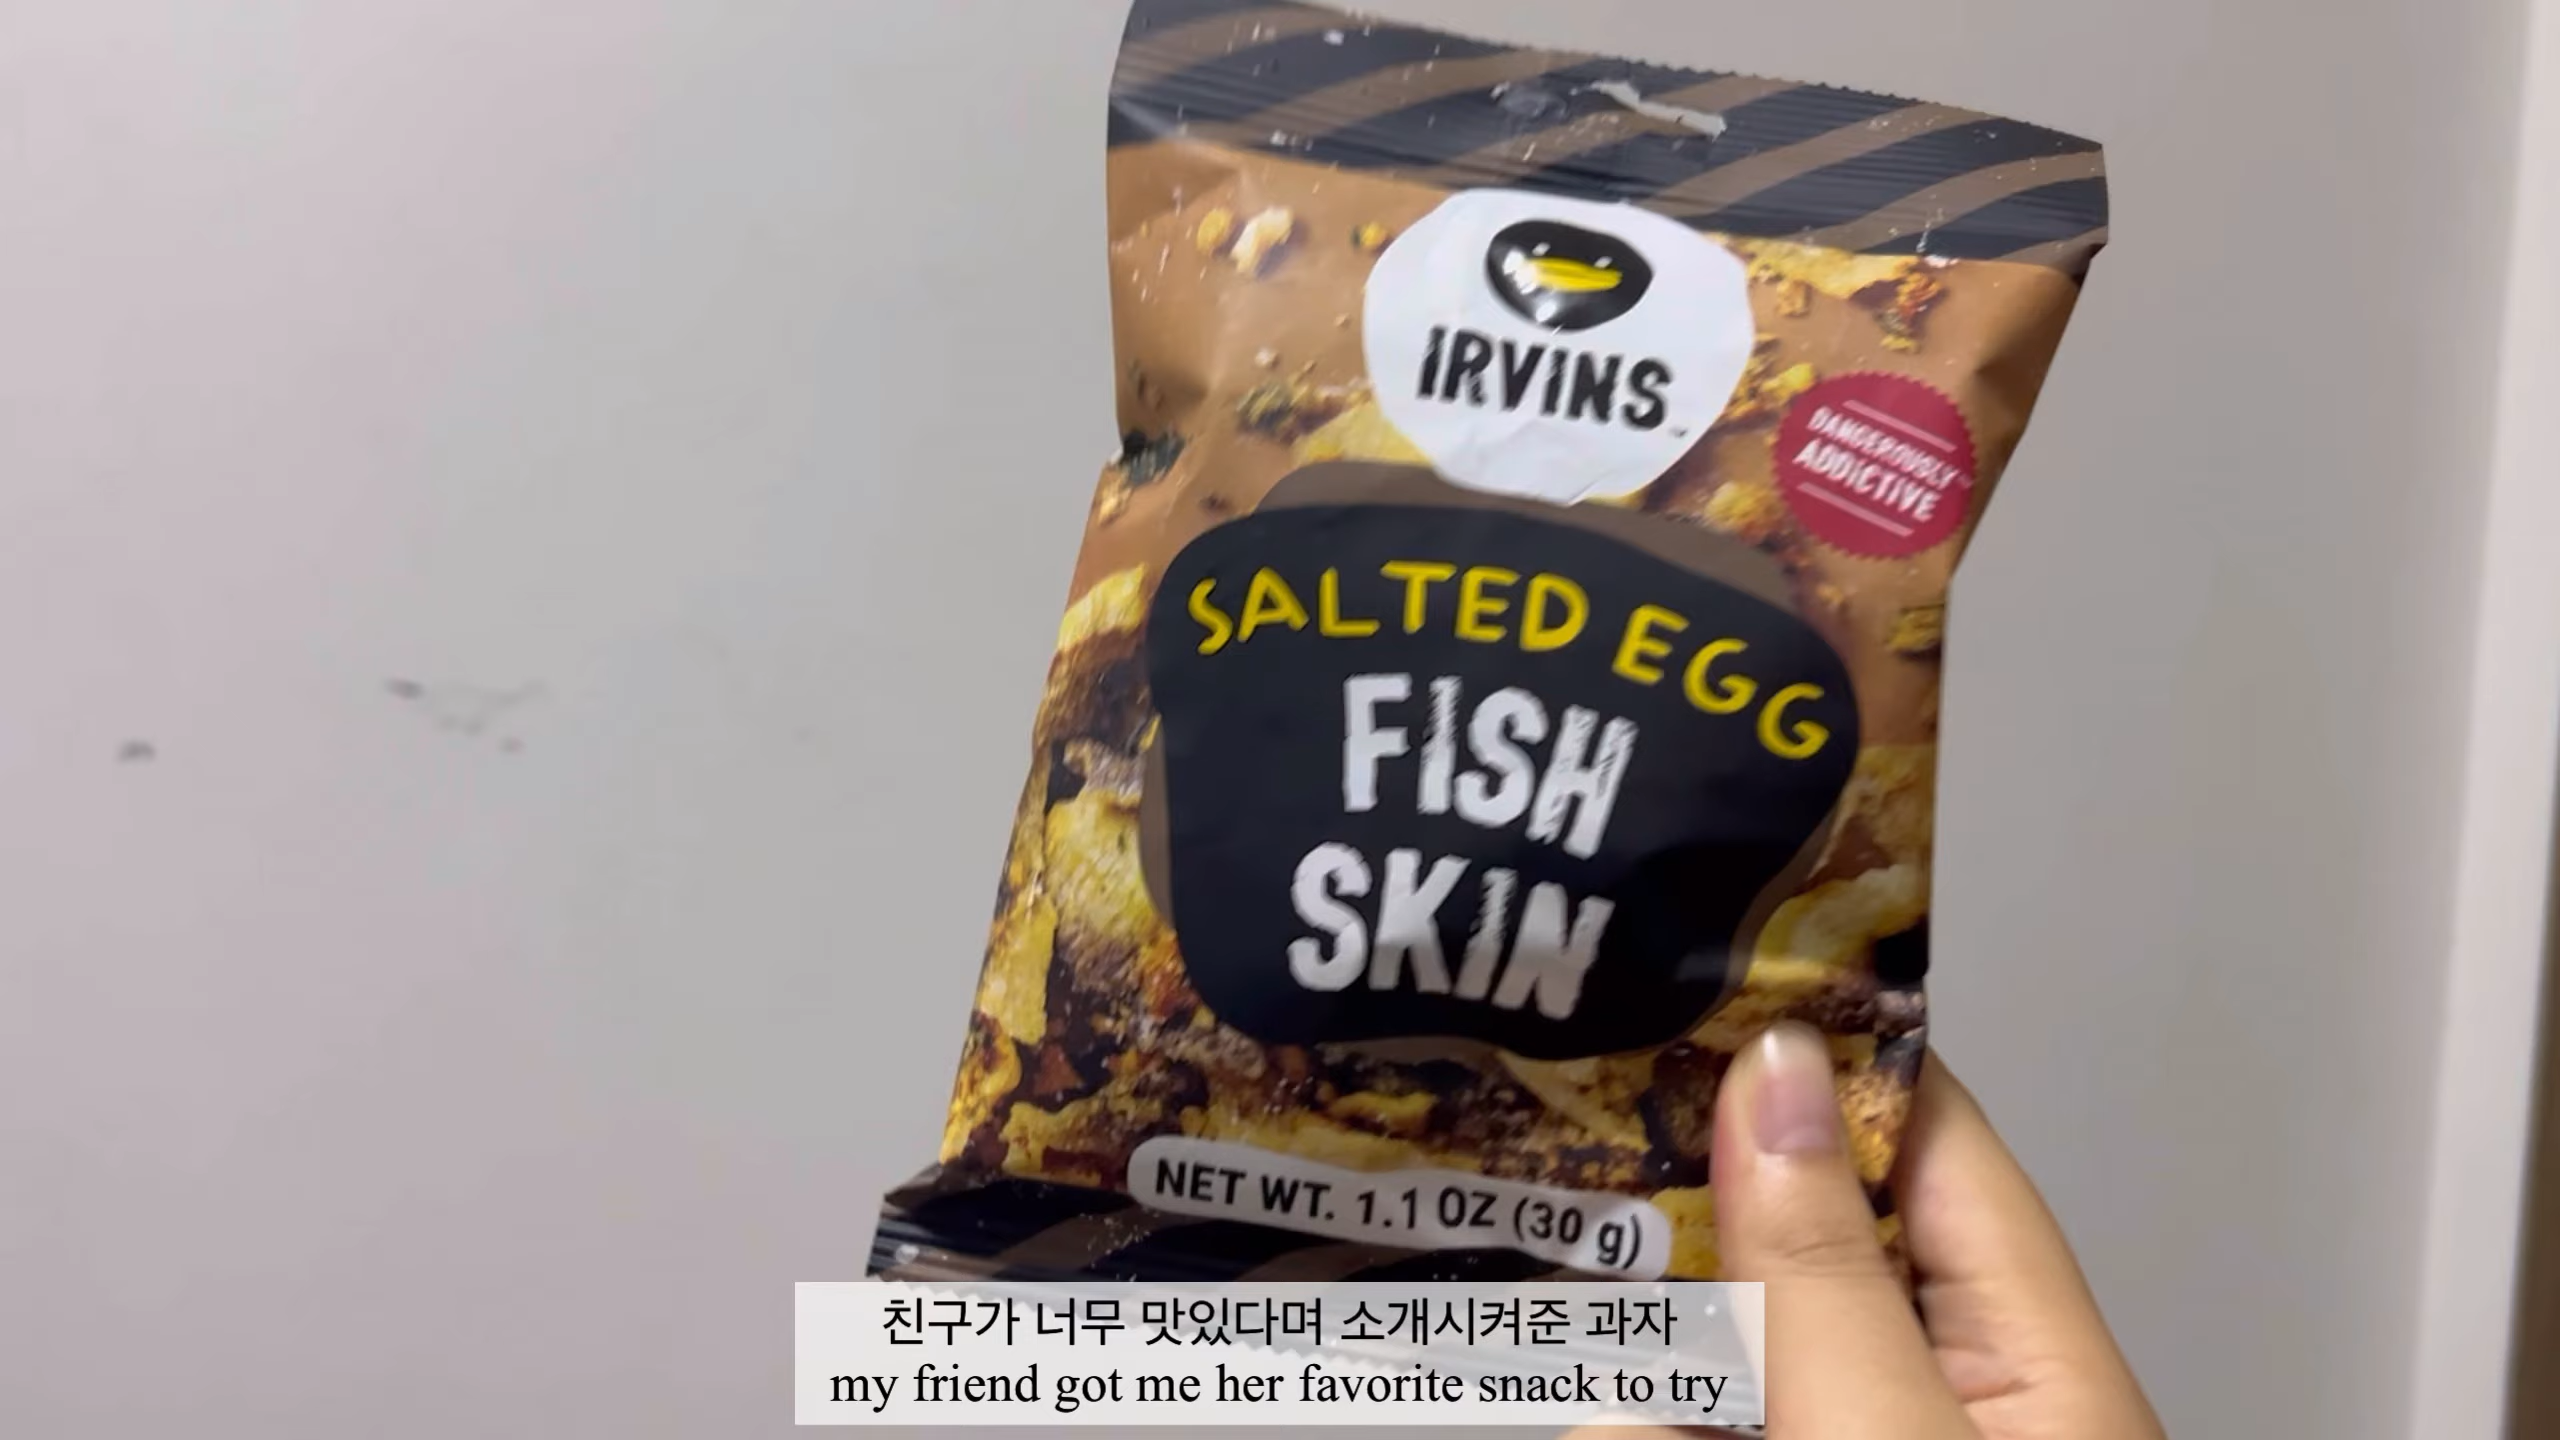 IRVINS
DANGEROUSLY
ADDICTIVE
SALTED EGG
FISH
SKIN
NET WT. 1.1 OZ (30 g)
친구가 너무 맛있다며 소개시켜준 과자
my friend got me her favorite snack to try